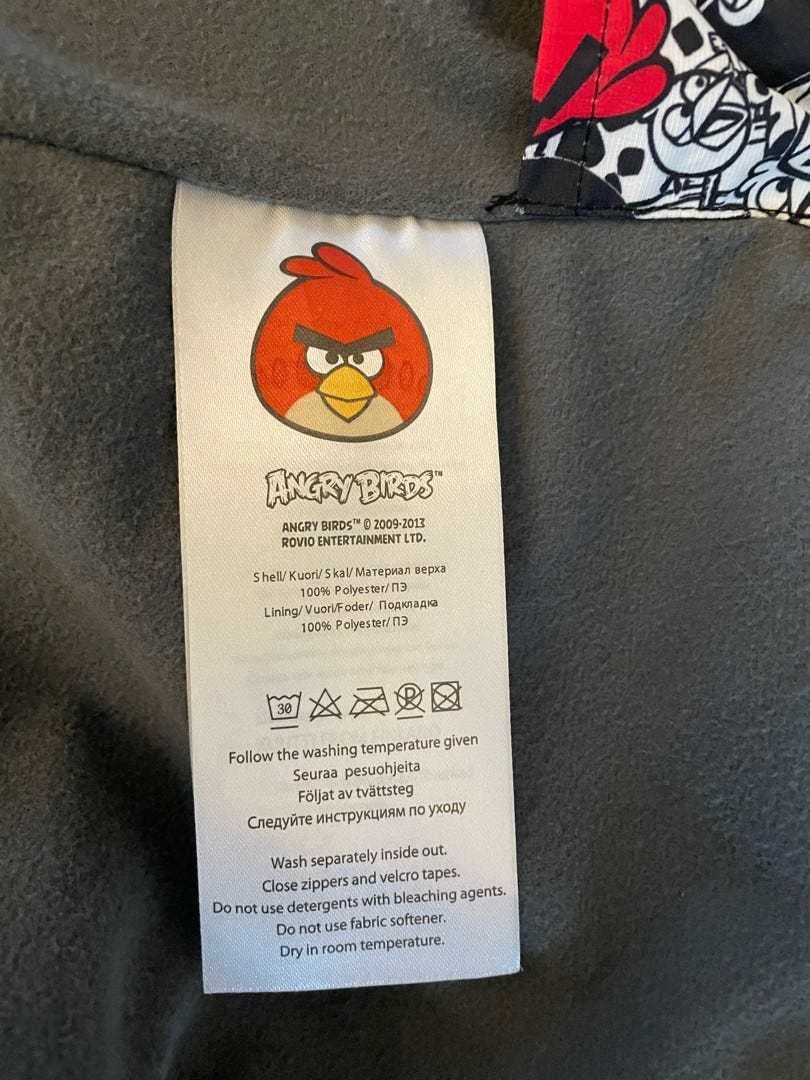 ANGRY BIRDS™
ANGRY BIRDS™ © 2009-2013
ROVIO ENTERTAINMENT LTD.
Shell/ Kuori/ Skal/ Материал верха
100% Polyester/ ПЭ
Lining/ Vuori/Foder/ Подкладка
100% Polyester/ ПЭ
30 P
Follow the washing temperature given
Seuraa pesuohjeita
Följat av tvättsteg
Следуйте инструкциям по уходу
Wash separately inside out.
Close zippers and velcro tapes.
Do not use detergents with bleaching agents.
Do not use fabric softener.
Dry in room temperature.